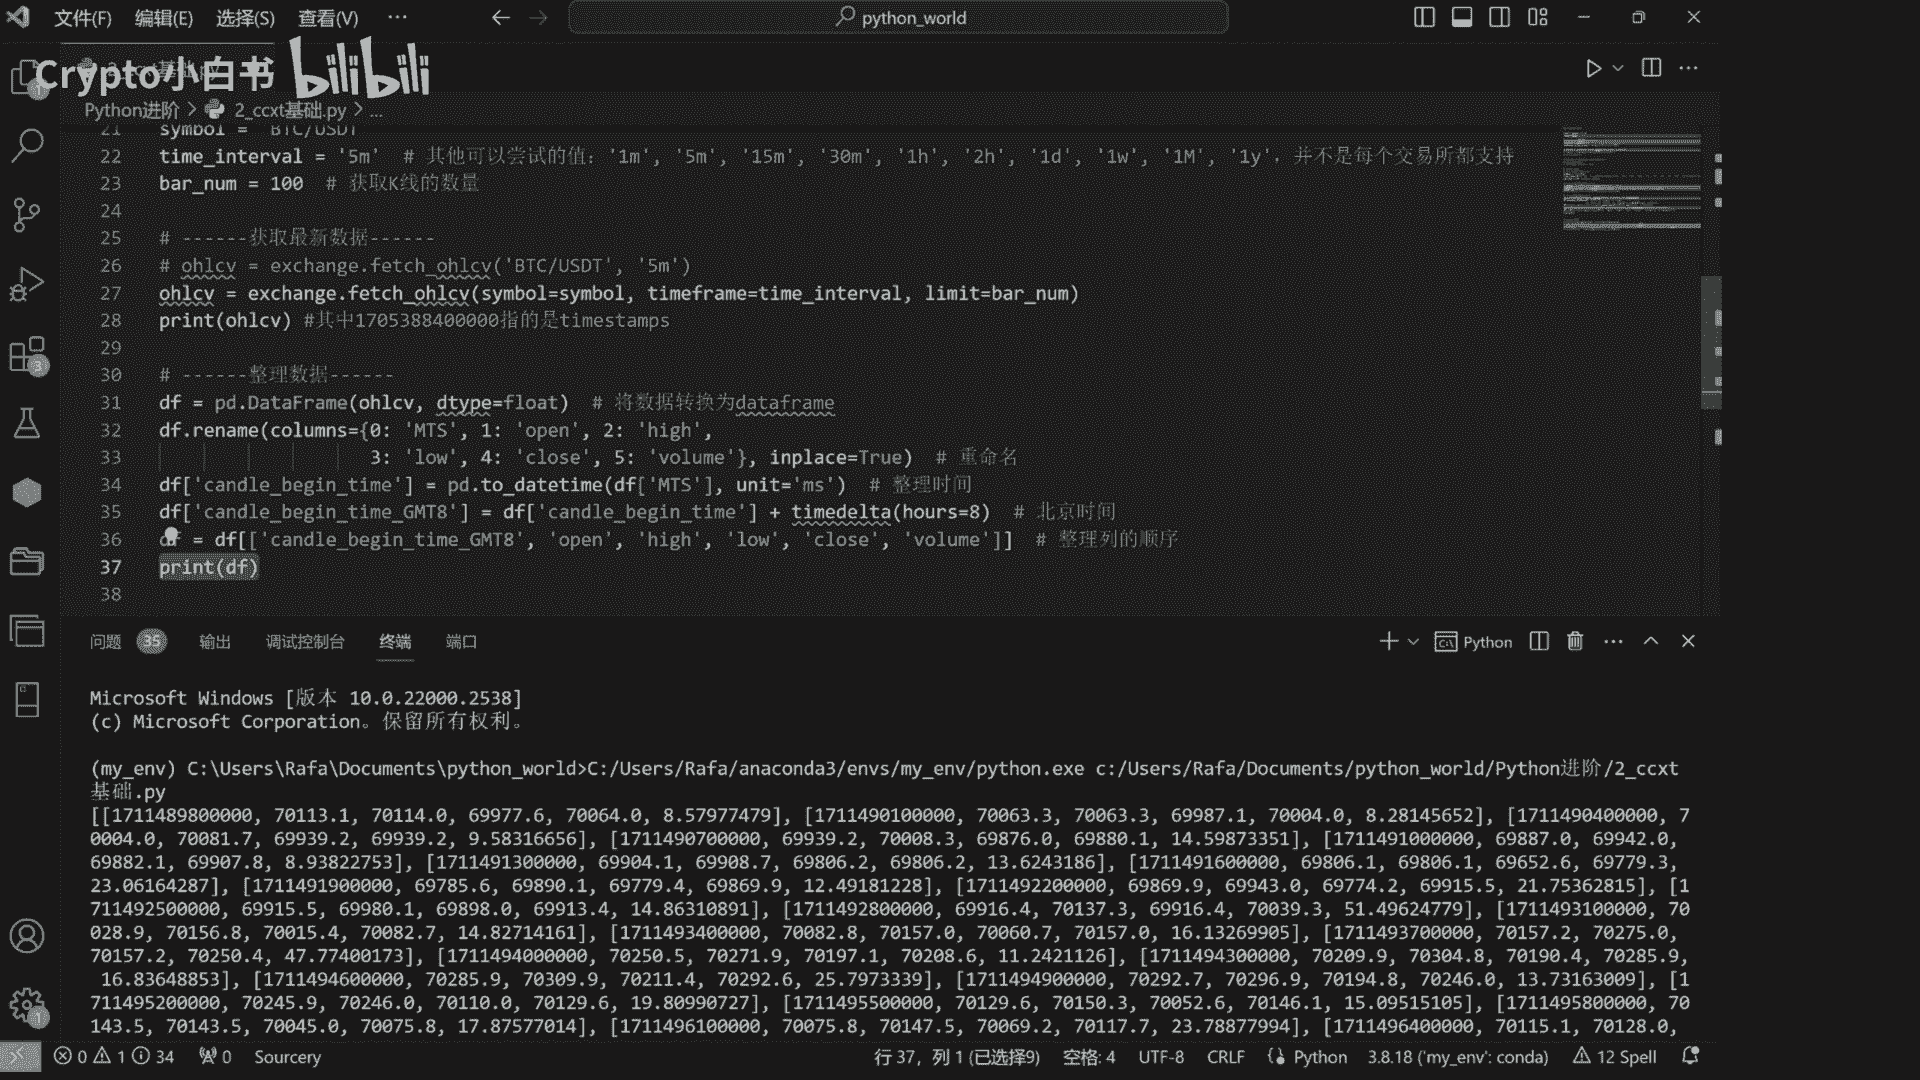 文件(F) 编辑(E) 选择(S) 查看(V) ··· python_world
Crypto小白书 bilibili
Python进阶 > 2_ccxt基础.py > ...
21 symbol = 'BTC/USDT'
22 time_interval = '5m'  # 其他可以尝试的值：'1m', '5m', '15m', '30m', '1h', '2h', '1d', '1w', '1M', '1y'，并不是每个交易所都支持
23 bar_num = 100  # 获取K线的数量
24
25 # ------获取最新数据------
26 # ohlcv = exchange.fetch_ohlcv('BTC/USDT', '5m')
27 ohlcv = exchange.fetch_ohlcv(symbol=symbol, timeframe=time_interval, limit=bar_num)
28 print(ohlcv) #其中1705388400000指的是timestamps
29
30 # ------整理数据------
31 df = pd.DataFrame(ohlcv, dtype=float)  # 将数据转换为dataframe
32 df.rename(columns={0: 'MTS', 1: 'open', 2: 'high',
33 3: 'low', 4: 'close', 5: 'volume'}, inplace=True)  # 重命名
34 df['candle_begin_time'] = pd.to_datetime(df['MTS'], unit='ms')  # 整理时间
35 df['candle_begin_time_GMT8'] = df['candle_begin_time'] + timedelta(hours=8)  # 北京时间
36 df = df[['candle_begin_time_GMT8', 'open', 'high', 'low', 'close', 'volume']]  # 整理列的顺序
37 print(df)
38
问题 35 输出 调试控制台 终端 端口 Python
Microsoft Windows [版本 10.0.22000.2538]
(c) Microsoft Corporation。保留所有权利。
(my_env) C:\Users\Rafa\Documents\python_world>C:/Users/Rafa/anaconda3/envs/my_env/python.exe c:/Users/Rafa/Documents/python_world/Python进阶/2_ccxt
基础.py
[[1711489800000, 70113.1, 70114.0, 69977.6, 70064.0, 8.57977479], [1711490100000, 70063.3, 70063.3, 69987.1, 70004.0, 8.28145652], [1711490400000, 7
0004.0, 70081.7, 69939.2, 69939.2, 9.58316656], [1711490700000, 69939.2, 70008.3, 69876.0, 69880.1, 14.59873351], [1711491000000, 69887.0, 69942.0,
69882.1, 69907.8, 8.93822753], [1711491300000, 69904.1, 69908.7, 69806.2, 69806.2, 13.6243186], [1711491600000, 69806.1, 69806.1, 69652.6, 69779.3,
23.06164287], [1711491900000, 69785.6, 69890.1, 69779.4, 69869.9, 12.49181228], [1711492200000, 69869.9, 69943.0, 69774.2, 69915.5, 21.75362815], [1
711492500000, 69915.5, 69980.1, 69898.0, 69913.4, 14.86310891], [1711492800000, 69916.4, 70137.3, 69916.4, 70039.3, 51.49624779], [1711493100000, 70
028.9, 70156.8, 70015.4, 70082.7, 14.82714161], [1711493400000, 70082.8, 70157.0, 70060.7, 70157.0, 16.13269905], [1711493700000, 70157.2, 70275.0,
70157.2, 70250.4, 47.77400173], [1711494000000, 70250.5, 70271.9, 70197.1, 70208.6, 11.2421126], [1711494300000, 70209.9, 70304.8, 70190.4, 70285.9,
16.83648853], [1711494600000, 70285.9, 70309.9, 70211.4, 70292.6, 25.7973339], [1711494900000, 70292.7, 70296.9, 70194.8, 70246.0, 13.73163009], [1
711495200000, 70245.9, 70246.0, 70110.0, 70129.6, 19.80990727], [1711495500000, 70129.6, 70150.3, 70052.6, 70146.1, 15.09515105], [1711495800000, 70
143.5, 70143.5, 70045.0, 70075.8, 17.87577014], [1711496100000, 70075.8, 70147.5, 70069.2, 70117.7, 23.78877994], [1711496400000, 70115.1, 70128.0,
0 1 34 0 Sourcery 行 37，列 1 (已选择9) 空格: 4 UTF-8 CRLF Python 3.8.18 ('my_env': conda) 12 Spell